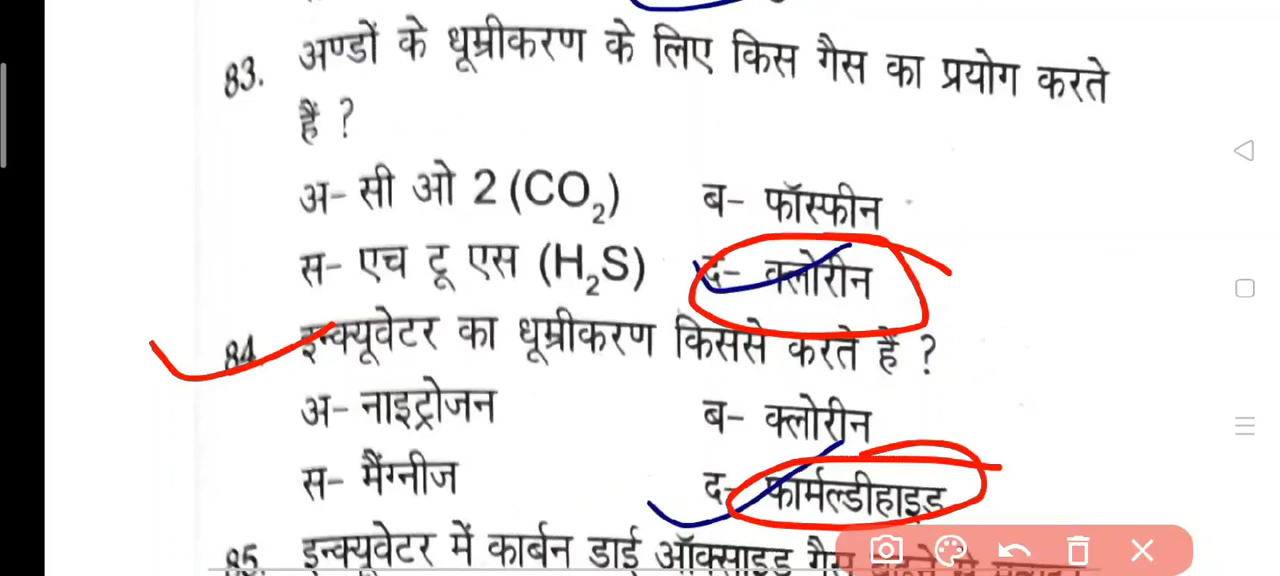 83. अण्डों के धूम्रीकरण के लिए किस गैस का प्रयोग करते
हैं ?
अ- सी ओ 2 (CO₂) ब- फॉस्फीन
स- एच टू एस (H₂S) द- क्लोरीन
84. इन्क्यूवेटर का धूम्रीकरण किससे करते हैं ?
अ- नाइट्रोजन ब- क्लोरीन
स- मैंग्नीज द- फार्मल्डीहाइड
85. इन्क्यूवेटर में कार्बन डाई ऑक्साइड गैस